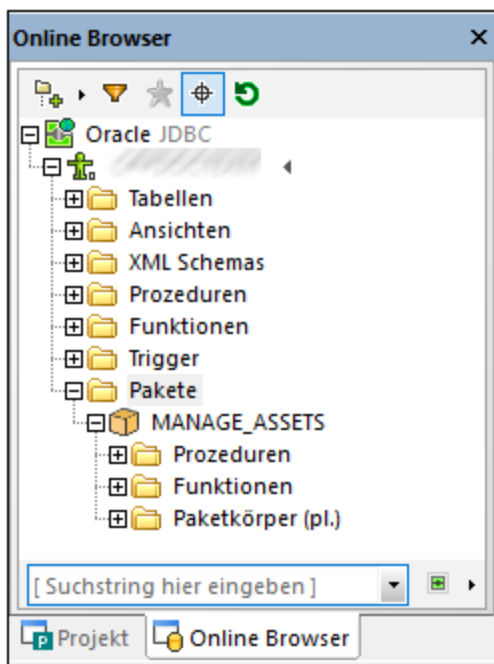 Online Browser
Oracle JDBC
Tabellen
Ansichten
XML Schemas
Prozeduren
Funktionen
Trigger
Pakete
MANAGE_ASSETS
Prozeduren
Funktionen
Paketkörper (pl.)
[ Suchstring hier eingeben ]
Projekt Online Browser